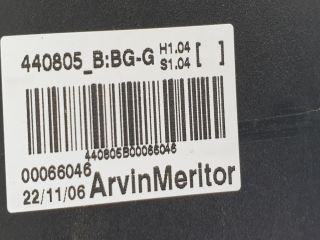 440805_B:BG-G H1.04 [ ]
S1.04
440805B00066046
00066046
22/11/06 ArvinMeritor